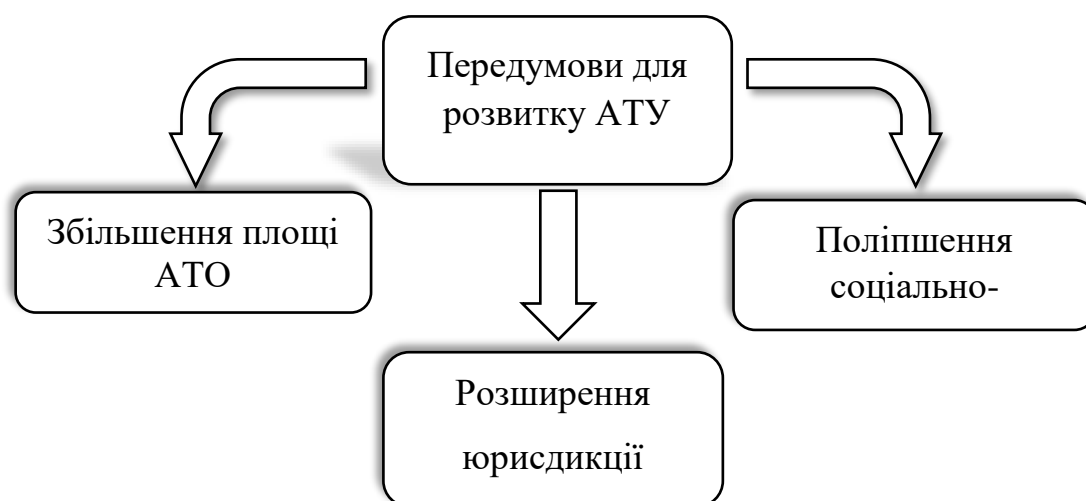 Передумови для
розвитку АТУ
Збільшення площі
АТО
Поліпшення
соціально-
Розширення
юрисдикції